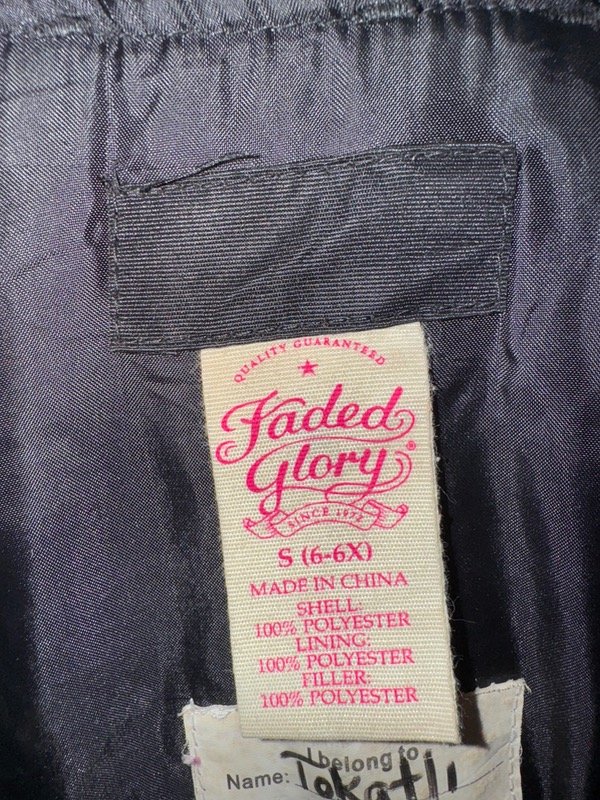 QUALITY GUARANTEED
Faded
Glory®
SINCE 1972
S (6-6X)
MADE IN CHINA
SHELL:
100% POLYESTER
LINING:
100% POLYESTER
FILLER:
100% POLYESTER
I belong to
Name: Tokatli